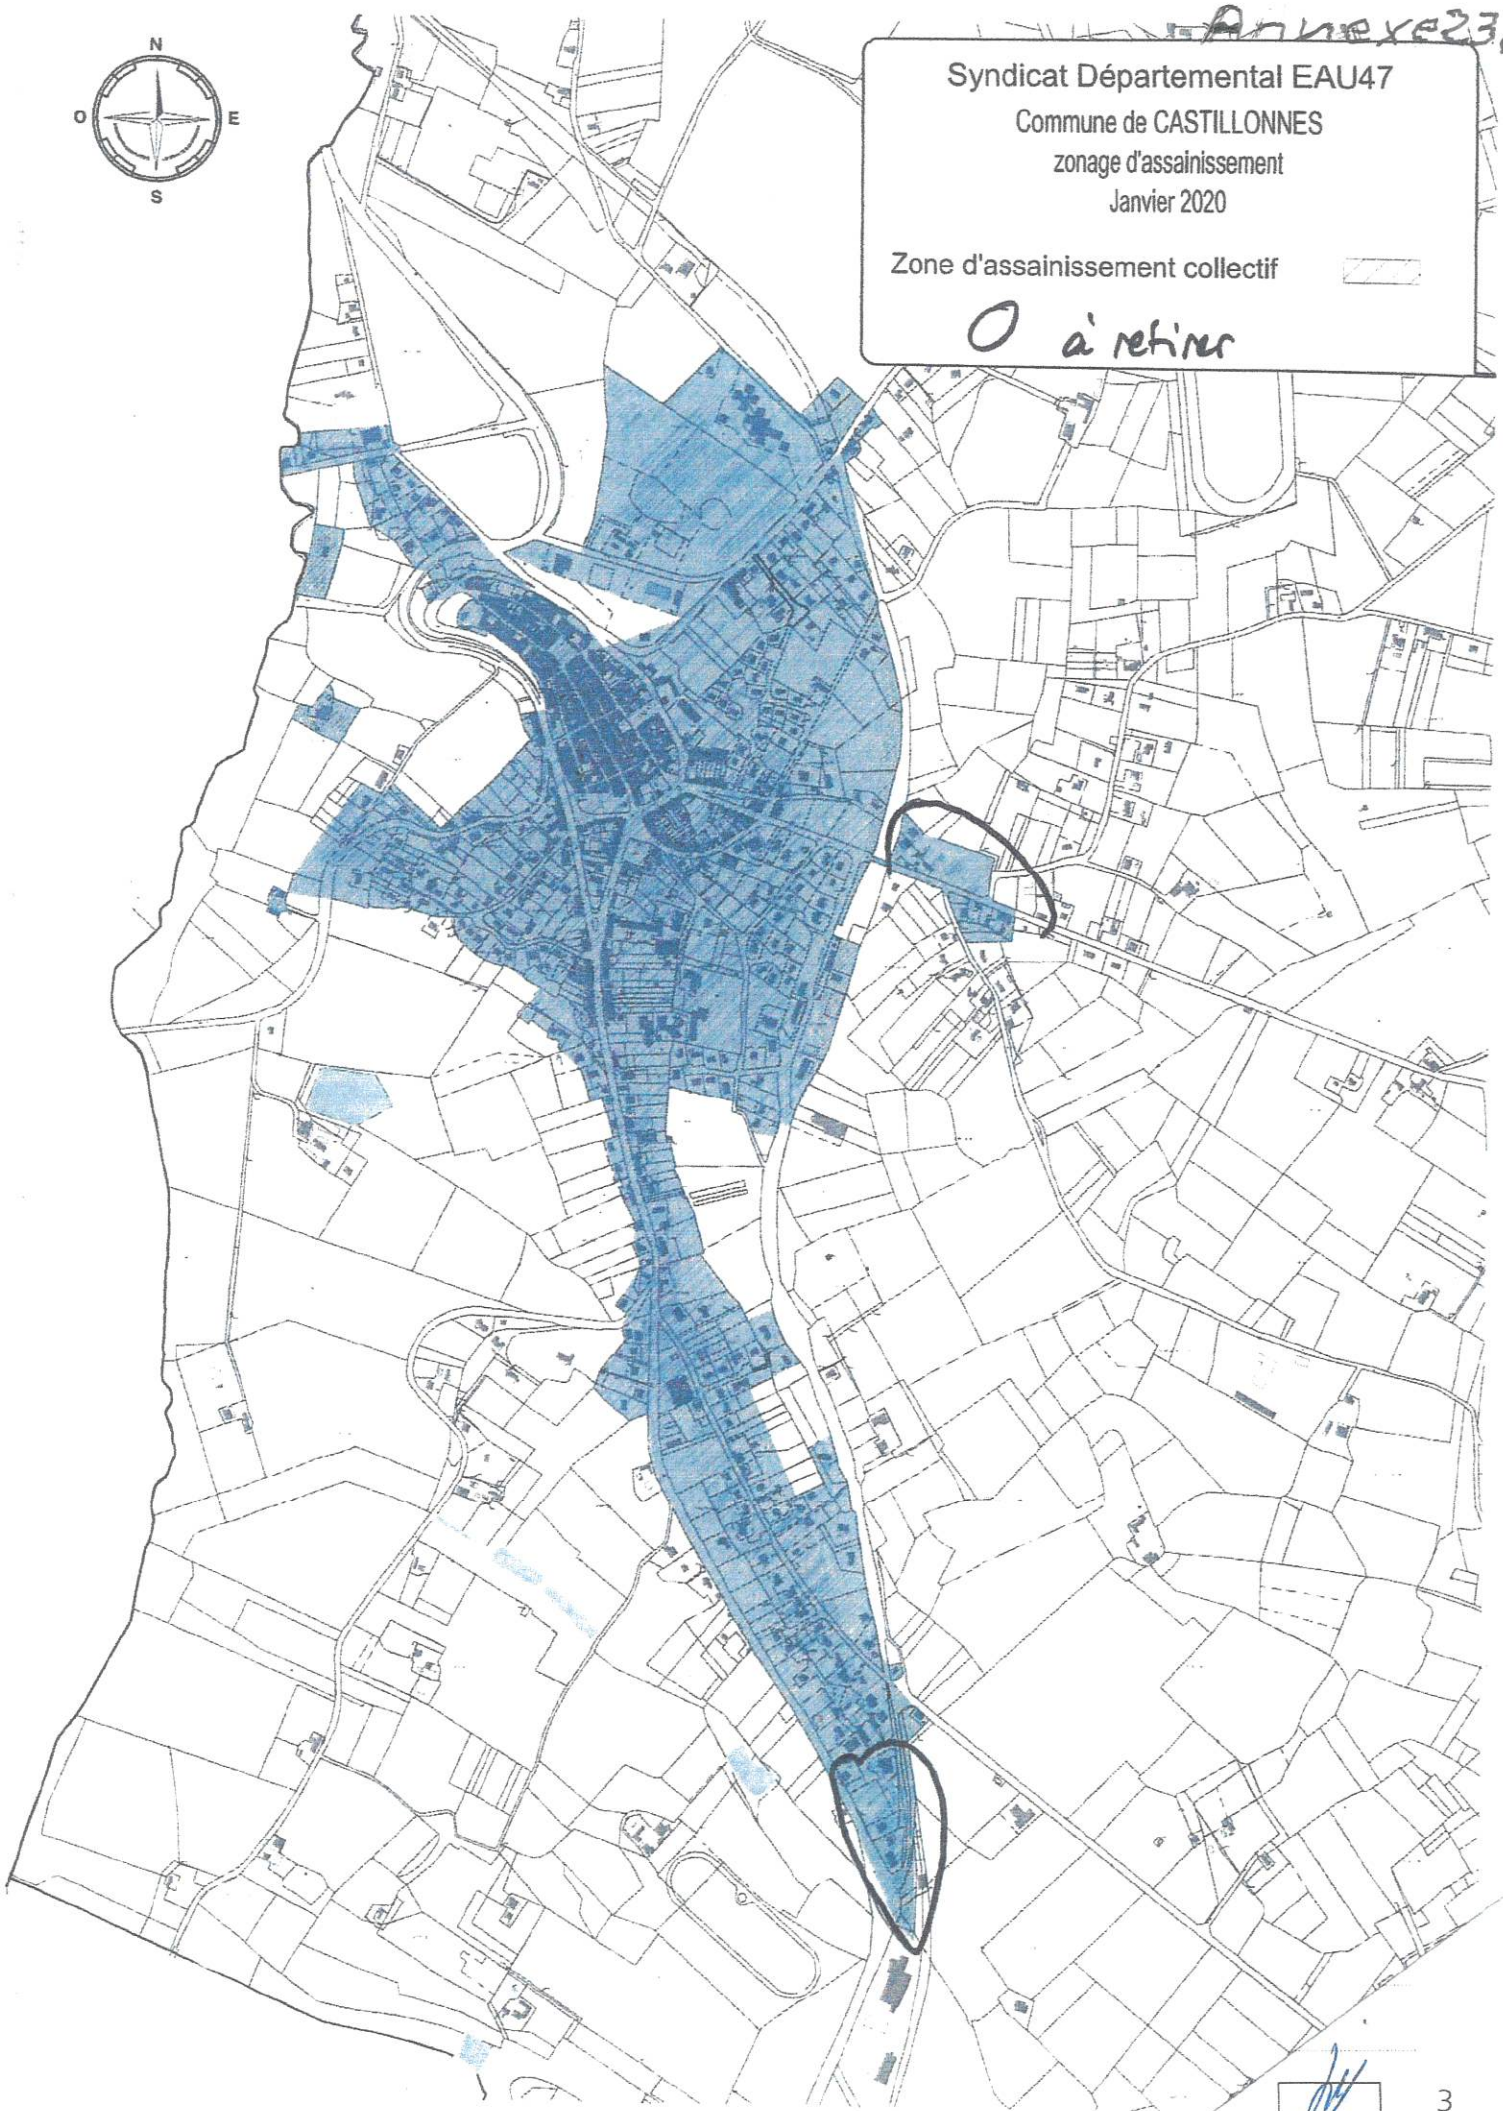 Annexe23
N
O E
S
Syndicat Départemental EAU47
Commune de CASTILLONNES
zonage d'assainissement
Janvier 2020
Zone d'assainissement collectif
O à retirer
3